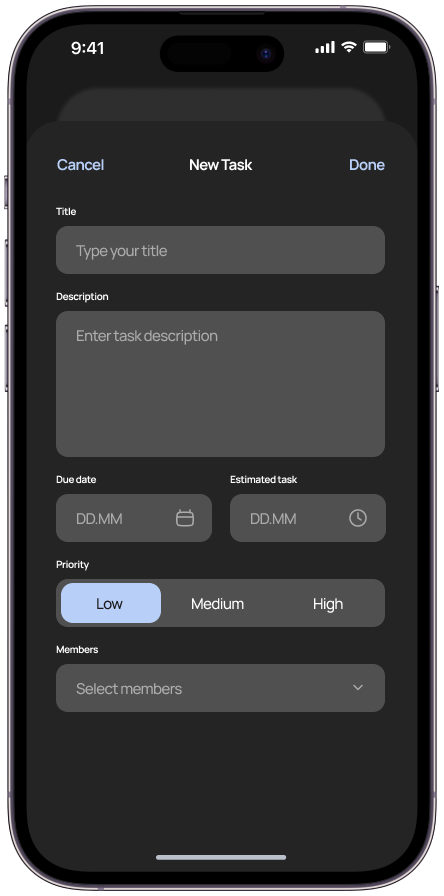 9:41
Cancel New Task Done
Title
Type your title
Description
Enter task description
Due date Estimated task
DD.MM DD.MM
Priority
Low Medium High
Members
Select members